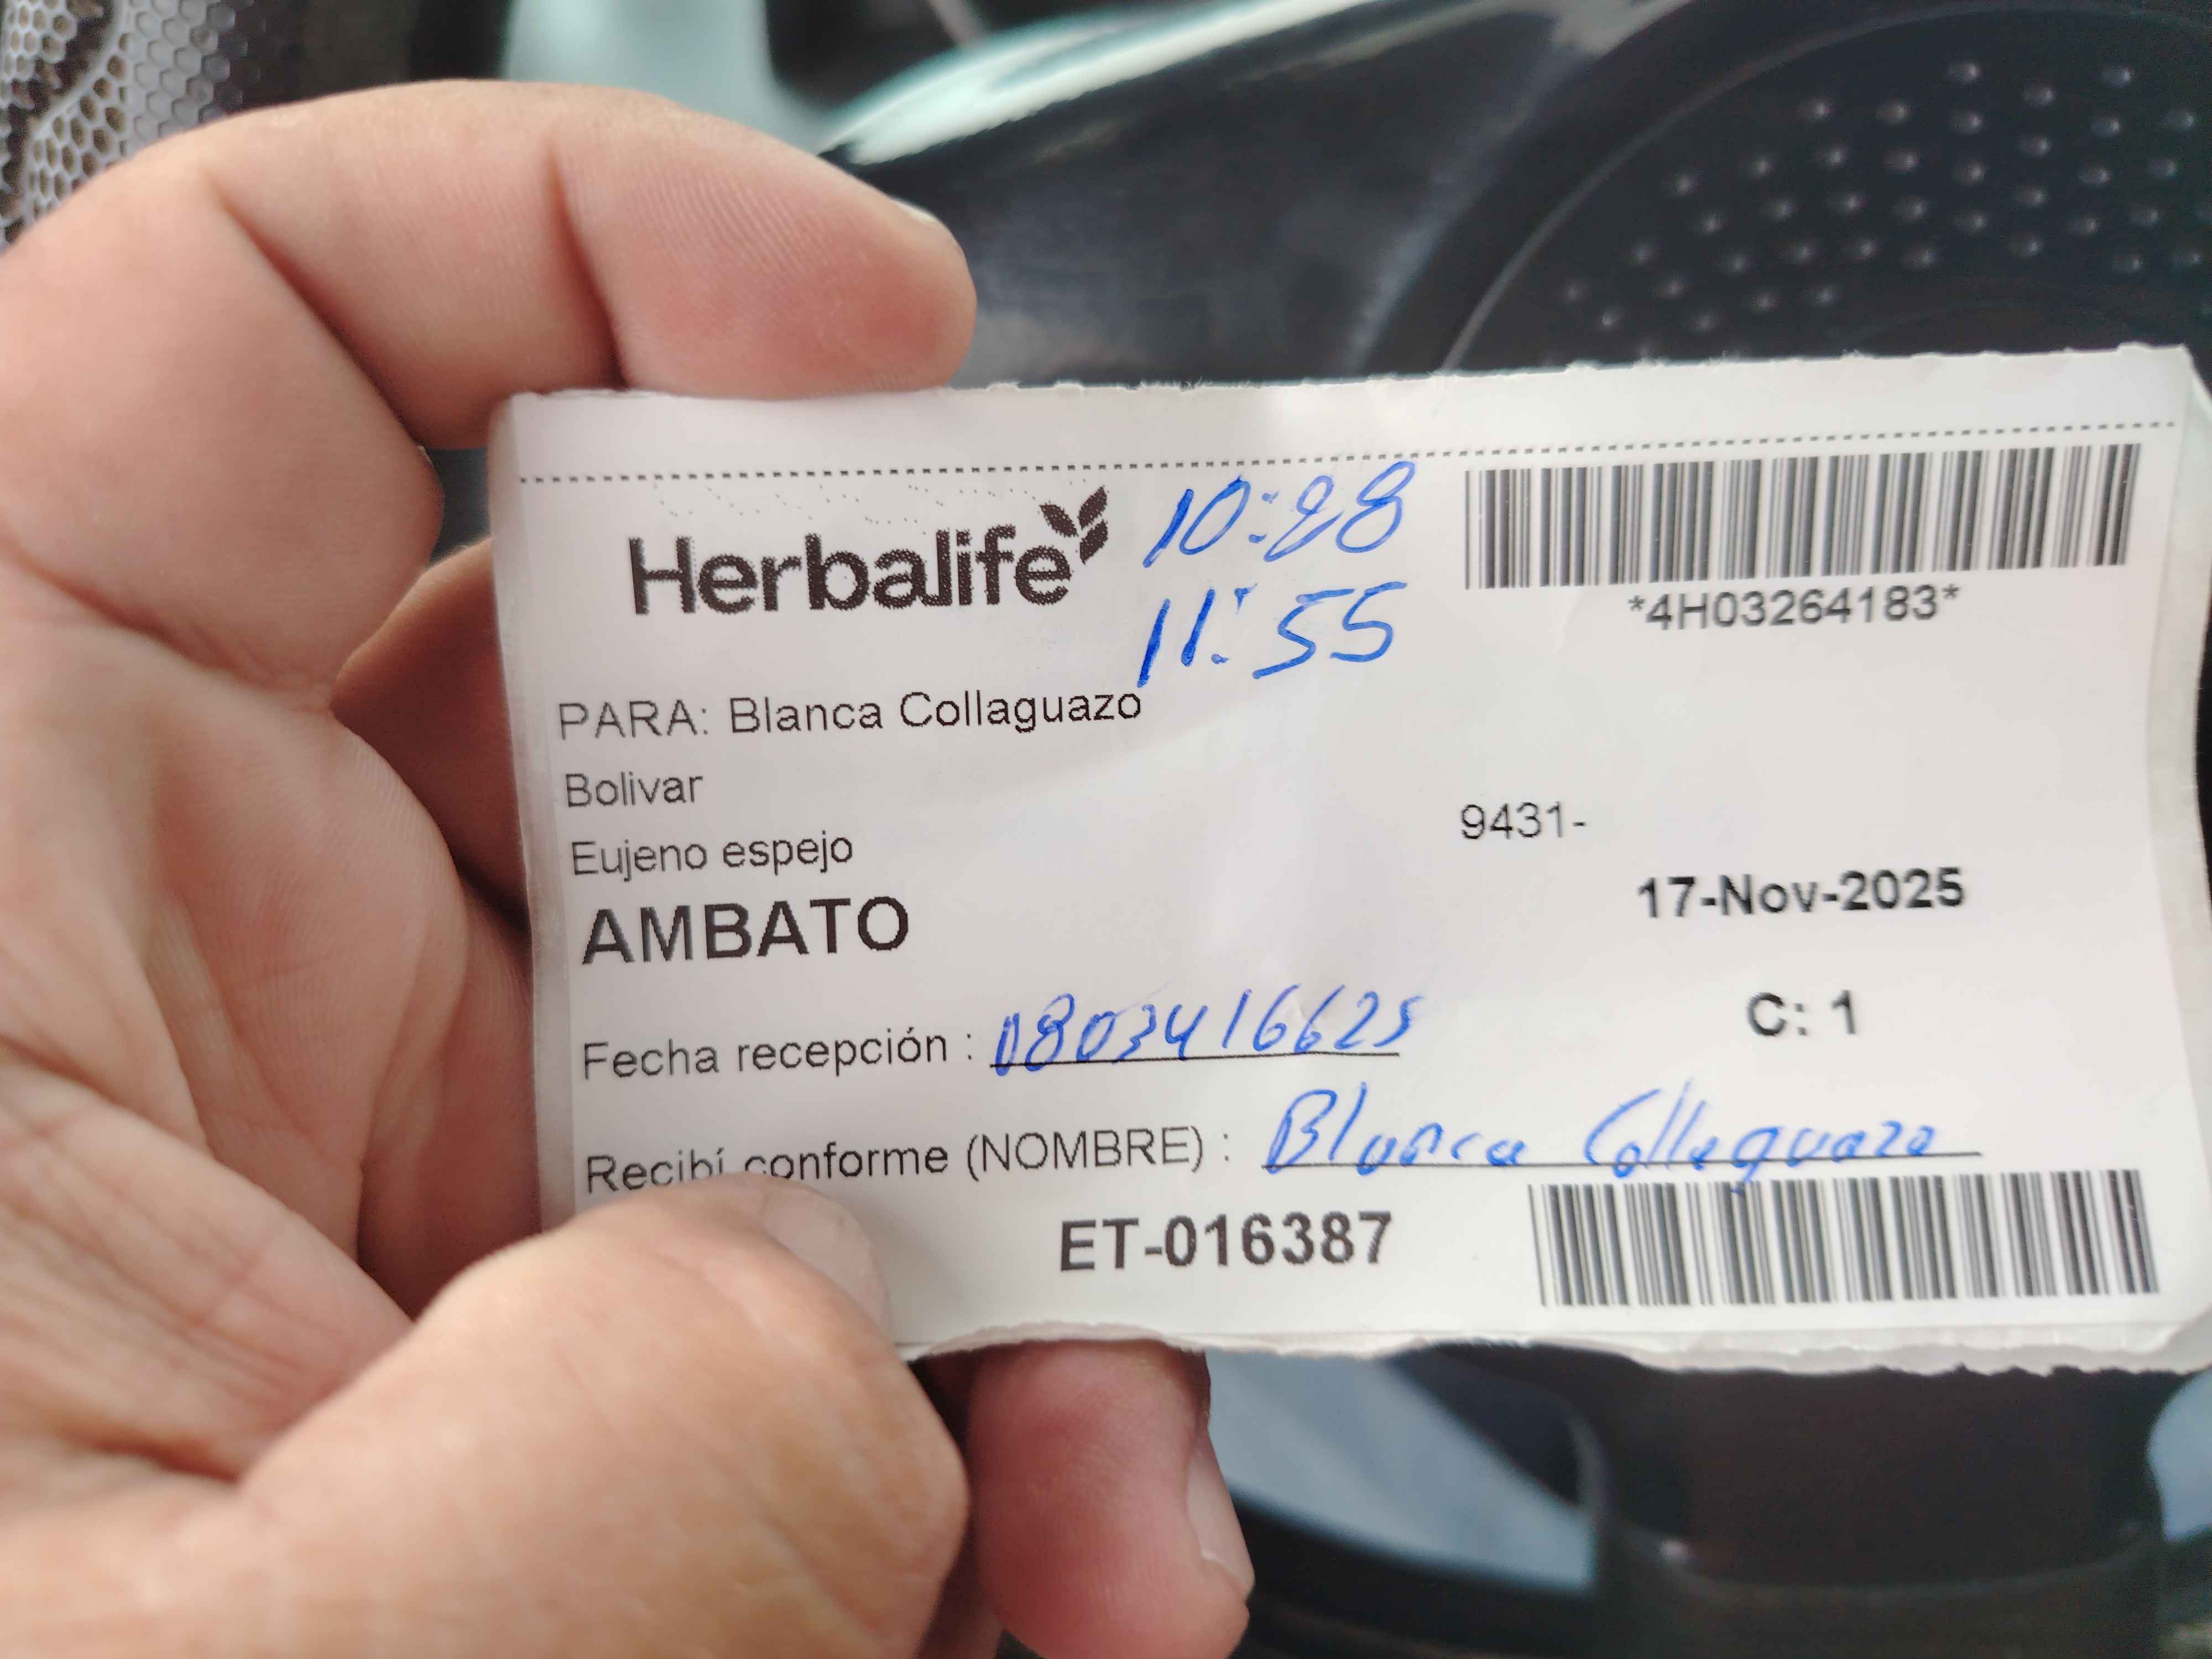 Herbalife
10:28
11:55
*4H03264183*
PARA: Blanca Collaguazo
Bolivar
9431-
Eujeno espejo
17-Nov-2025
AMBATO
C: 1
Fecha recepción : 0803416625
Recibí conforme (NOMBRE) : Blanca Collaguazo
ET-016387